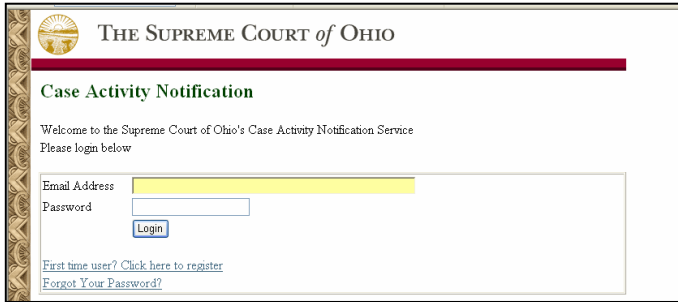 THE SUPREME COURT of OHIO
Case Activity Notification
Welcome to the Supreme Court of Ohio's Case Activity Notification Service
Please login below
Email Address
Password
Login
First time user? Click here to register
Forgot Your Password?